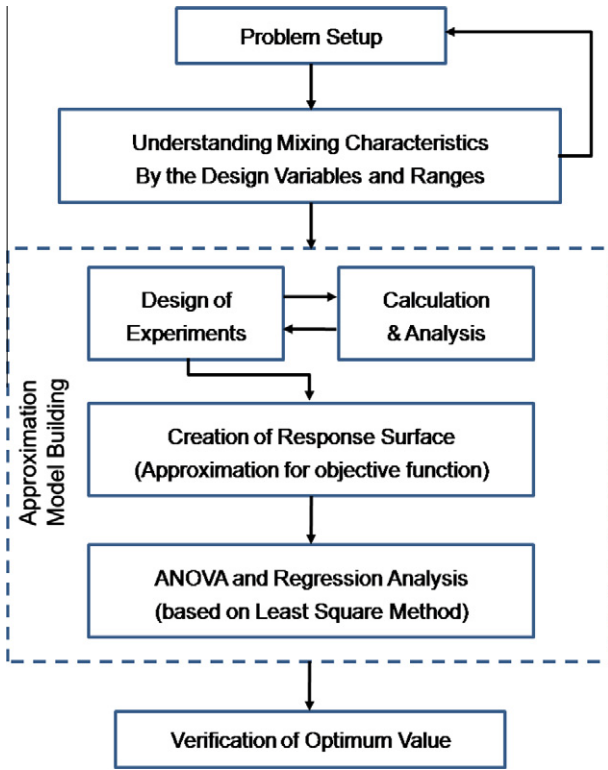 Problem Setup
Understanding Mixing Characteristics
By the Design Variables and Ranges
Design of
Experiments
Calculation
& Analysis
Approximation
Model Building
Creation of Response Surface
(Approximation for objective function)
ANOVA and Regression Analysis
(based on Least Square Method)
Verification of Optimum Value